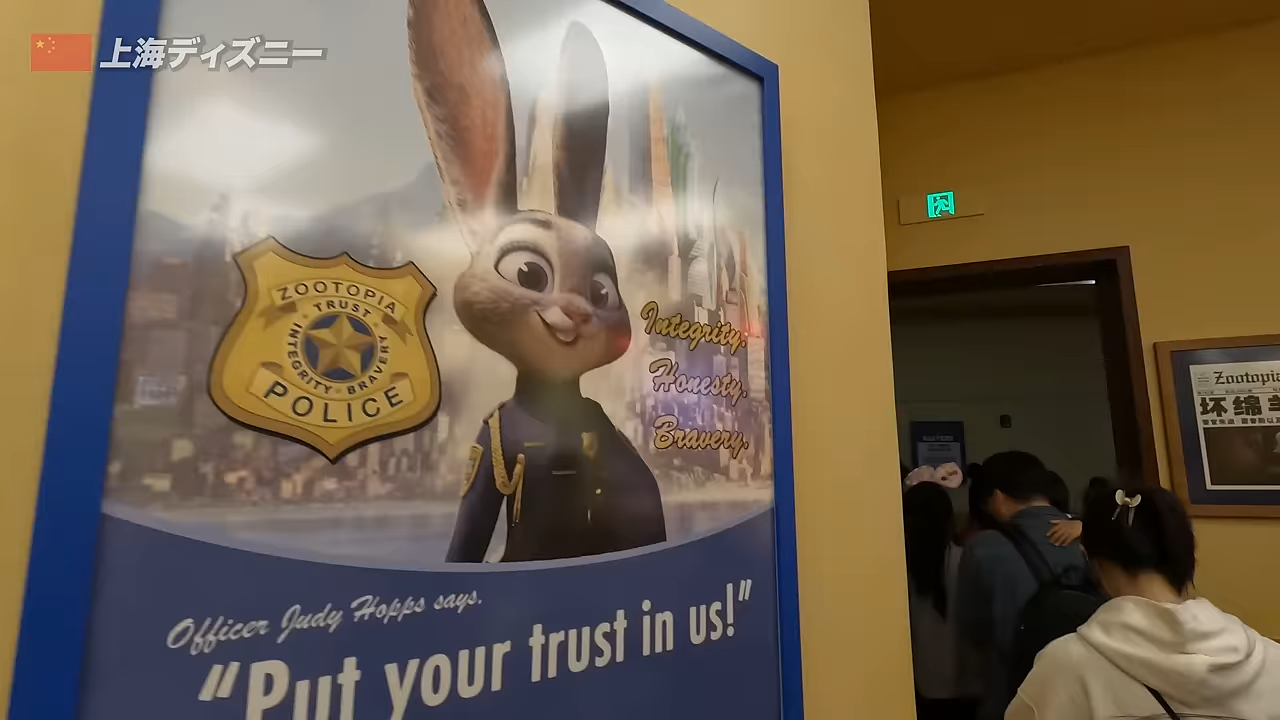 上海ディズニー
ZOOTOPIA
TRUST
INTEGRITY
BRAVERY
POLICE
Integrity.
Honesty.
Bravery.
Officer Judy Hopps says,
"Put your trust in us!"
Zootopia
坏 绵 羊